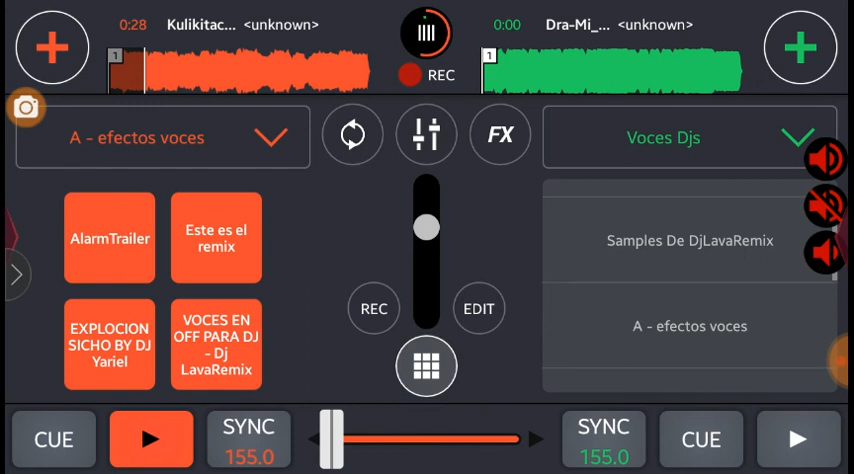 0:28 Kulikitac... <unknown>
0:00 Dra-Mi_... <unknown>
1
1
REC
A - efectos voces
FX
Voces Djs
AlarmTrailer
Este es el
remix
Samples De DjLavaRemix
EXPLOCION
SICHO BY DJ
Yariel
VOCES EN
OFF PARA DJ
- Dj
LavaRemix
REC
EDIT
A - efectos voces
CUE
SYNC
155.0
SYNC
155.0
CUE